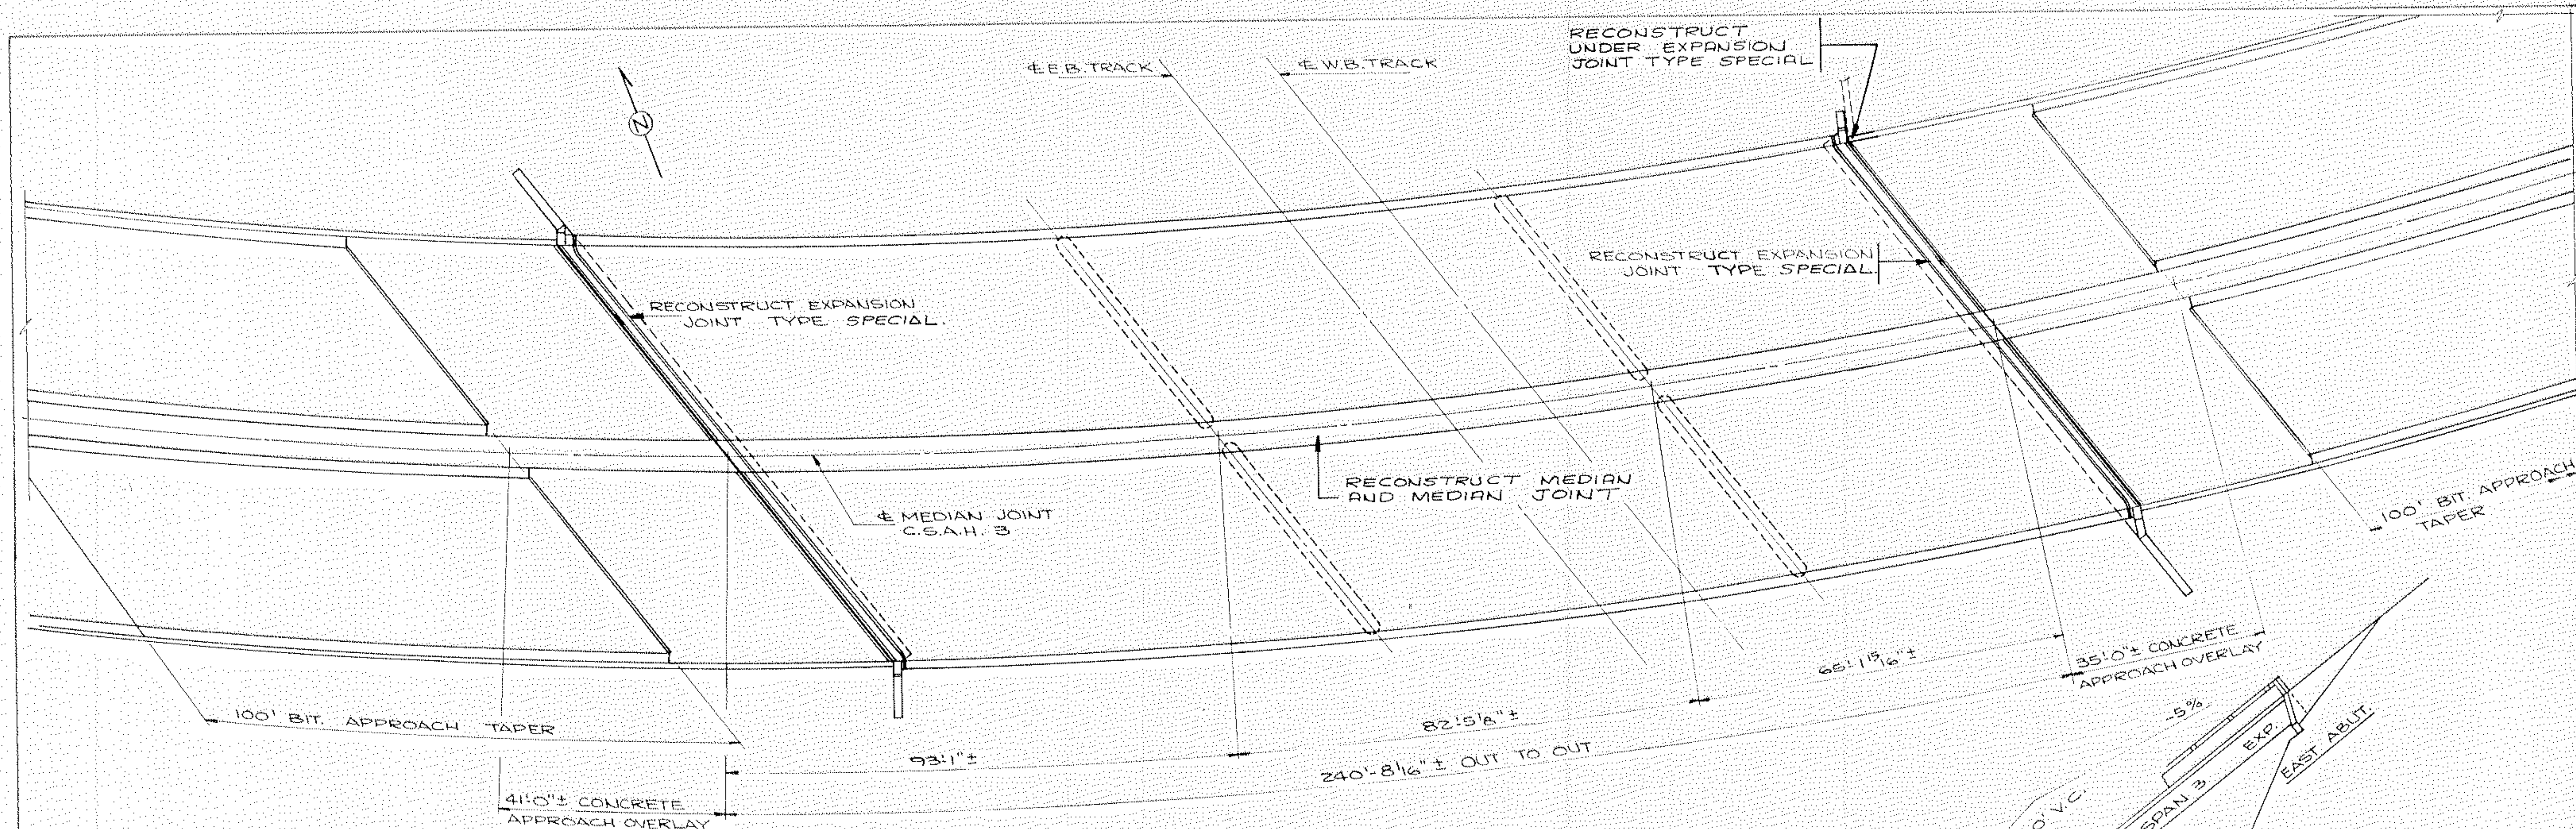 RECONSTRUCT
UNDER EXPANSION
JOINT TYPE SPECIAL
℄ E.B. TRACK
℄ W.B. TRACK
N
RECONSTRUCT EXPANSION
JOINT TYPE SPECIAL.
RECONSTRUCT EXPANSION
JOINT TYPE SPECIAL.
RECONSTRUCT MEDIAN
AND MEDIAN JOINT
℄ MEDIAN JOINT
C.S.A.H. 3
100' BIT. APPROACH
TAPER
100' BIT. APPROACH TAPER
93'-1"±
82'-5⅛"±
65'-1 15/16"±
35'-0"± CONCRETE
APPROACH OVERLAY
240'-8 1/16"± OUT TO OUT
41'-0"± CONCRETE
APPROACH OVERLAY
-5%
EXP.
EAST ABUT.
SPAN 3
0' V.C.